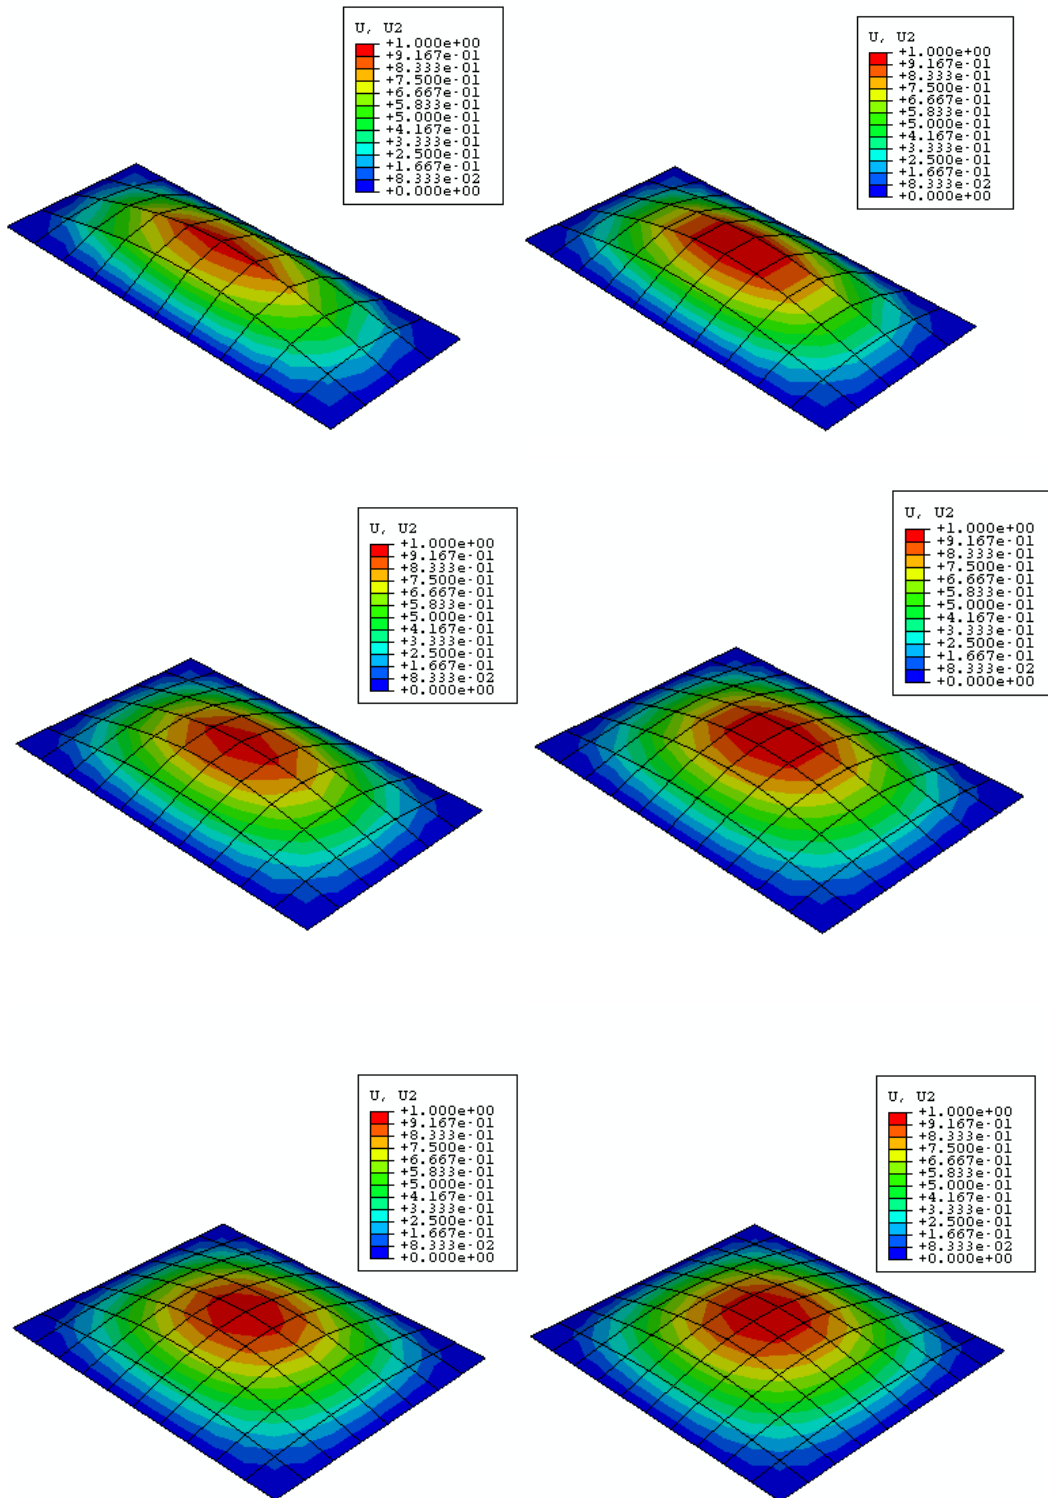 U, U2
+1.000e+00
+9.167e-01
+8.333e-01
+7.500e-01
+6.667e-01
+5.833e-01
+5.000e-01
+4.167e-01
+3.333e-01
+2.500e-01
+1.667e-01
+8.333e-02
+0.000e+00
U, U2
+1.000e+00
+9.167e-01
+8.333e-01
+7.500e-01
+6.667e-01
+5.833e-01
+5.000e-01
+4.167e-01
+3.333e-01
+2.500e-01
+1.667e-01
+8.333e-02
+0.000e+00
U, U2
+1.000e+00
+9.167e-01
+8.333e-01
+7.500e-01
+6.667e-01
+5.833e-01
+5.000e-01
+4.167e-01
+3.333e-01
+2.500e-01
+1.667e-01
+8.333e-02
+0.000e+00
U, U2
+1.000e+00
+9.167e-01
+8.333e-01
+7.500e-01
+6.667e-01
+5.833e-01
+5.000e-01
+4.167e-01
+3.333e-01
+2.500e-01
+1.667e-01
+8.333e-02
+0.000e+00
U, U2
+1.000e+00
+9.167e-01
+8.333e-01
+7.500e-01
+6.667e-01
+5.833e-01
+5.000e-01
+4.167e-01
+3.333e-01
+2.500e-01
+1.667e-01
+8.333e-02
+0.000e+00
U, U2
+1.000e+00
+9.167e-01
+8.333e-01
+7.500e-01
+6.667e-01
+5.833e-01
+5.000e-01
+4.167e-01
+3.333e-01
+2.500e-01
+1.667e-01
+8.333e-02
+0.000e+00